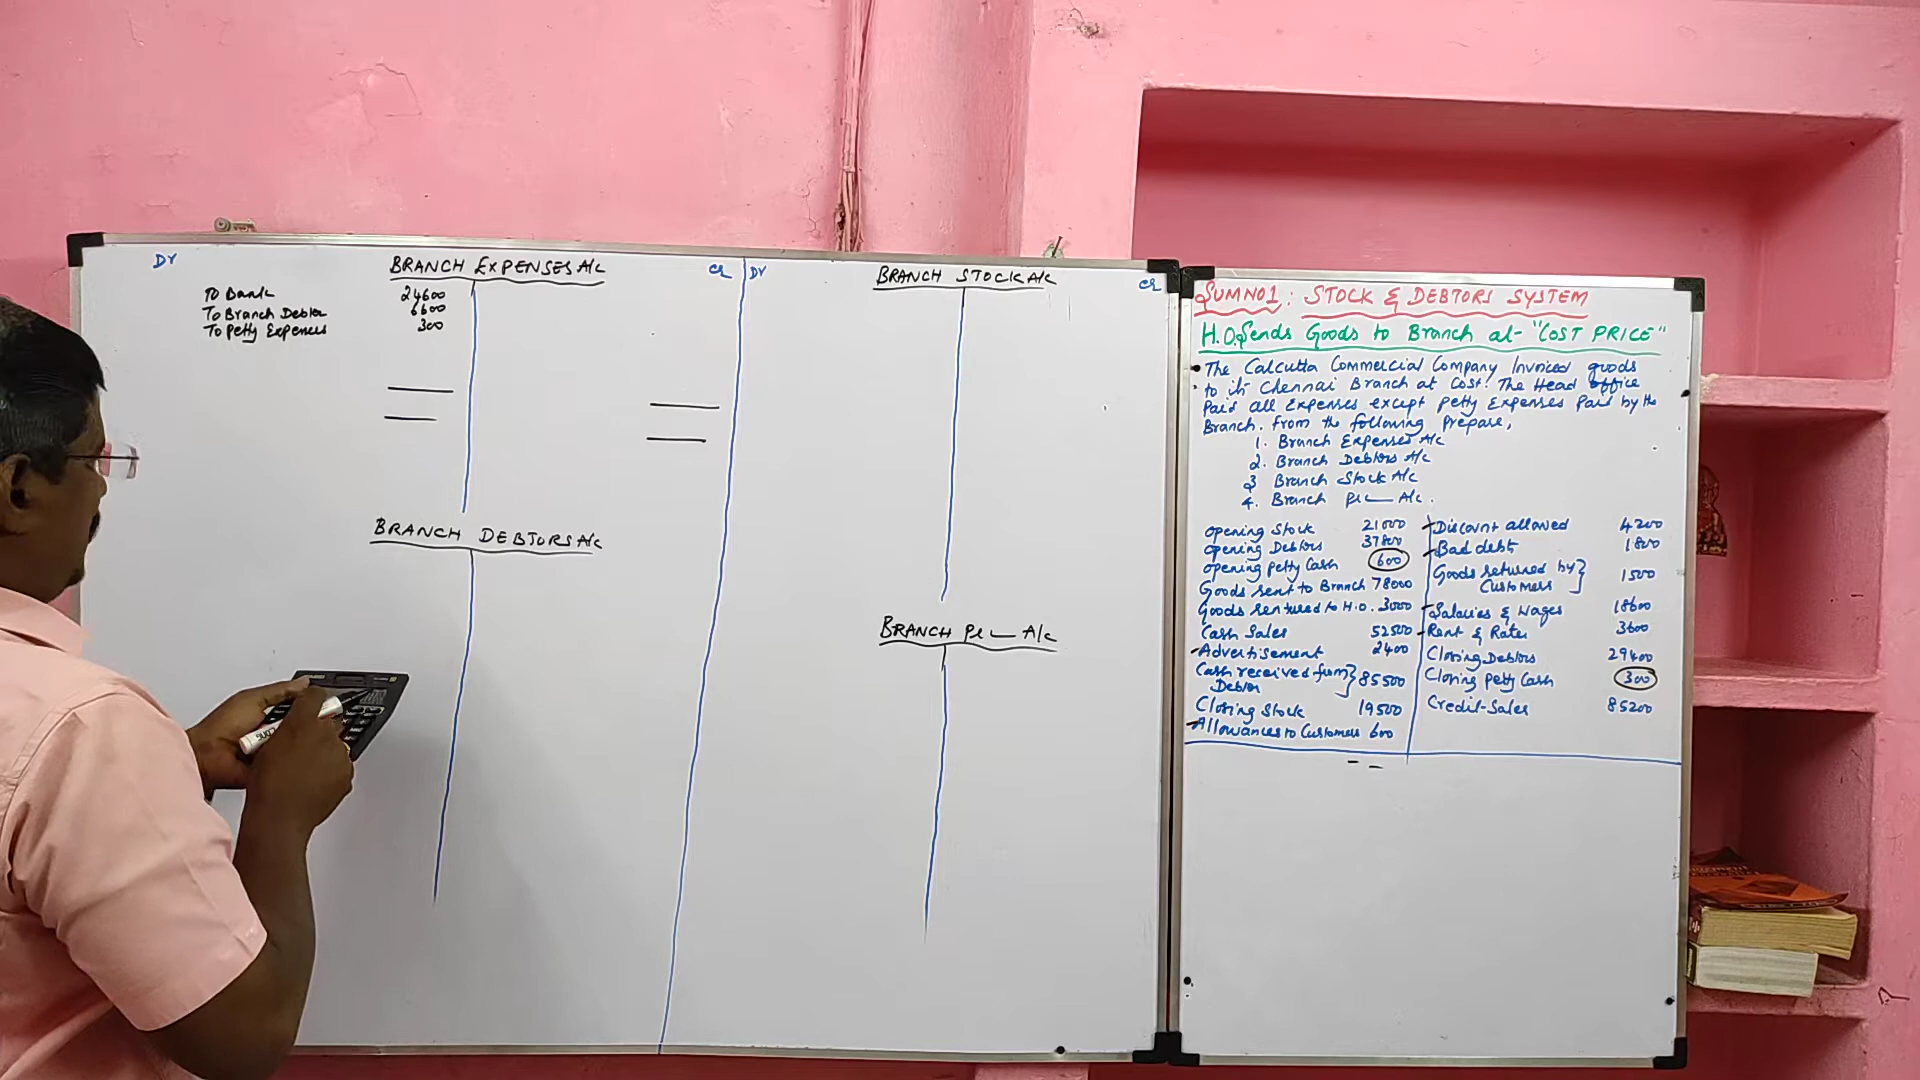 Dr
BRANCH EXPENSES A/c
Cr
To Bank 24600
To Branch Debtor 6600
To Petty Expenses 300
BRANCH DEBTORS A/c
Dr
BRANCH STOCK A/c
Cr
BRANCH P&L A/c
SUM NO 1: STOCK & DEBTORS SYSTEM
H.O. Sends Goods to Branch at "COST PRICE"
The Calcutta Commercial Company Invoiced goods
to its Chennai Branch at Cost. The Head office
Paid all Expenses except petty Expenses Paid by the
Branch. From the following Prepare,
1. Branch Expenses A/c
2. Branch Debtors A/c
3 Branch Stock A/c
4. Branch P&L A/c.
Opening Stock 21000
Opening Debtors 37800
Opening Petty Cash 600
Goods sent to Branch 78000
Goods rentured to H.O. 3000
Cash Sales 52500
Advertisement 2400
Cash received from Debtor } 85500
Closing Stock 19500
Allowances to Customers 600
Discount allowed 4200
Bad debts 1800
Goods returned by Customers } 1500
Salaries & Wages 18600
Rent & Rates 3600
Closing Debtors 29400
Closing Petty Cash 300
Credit Sales 85200